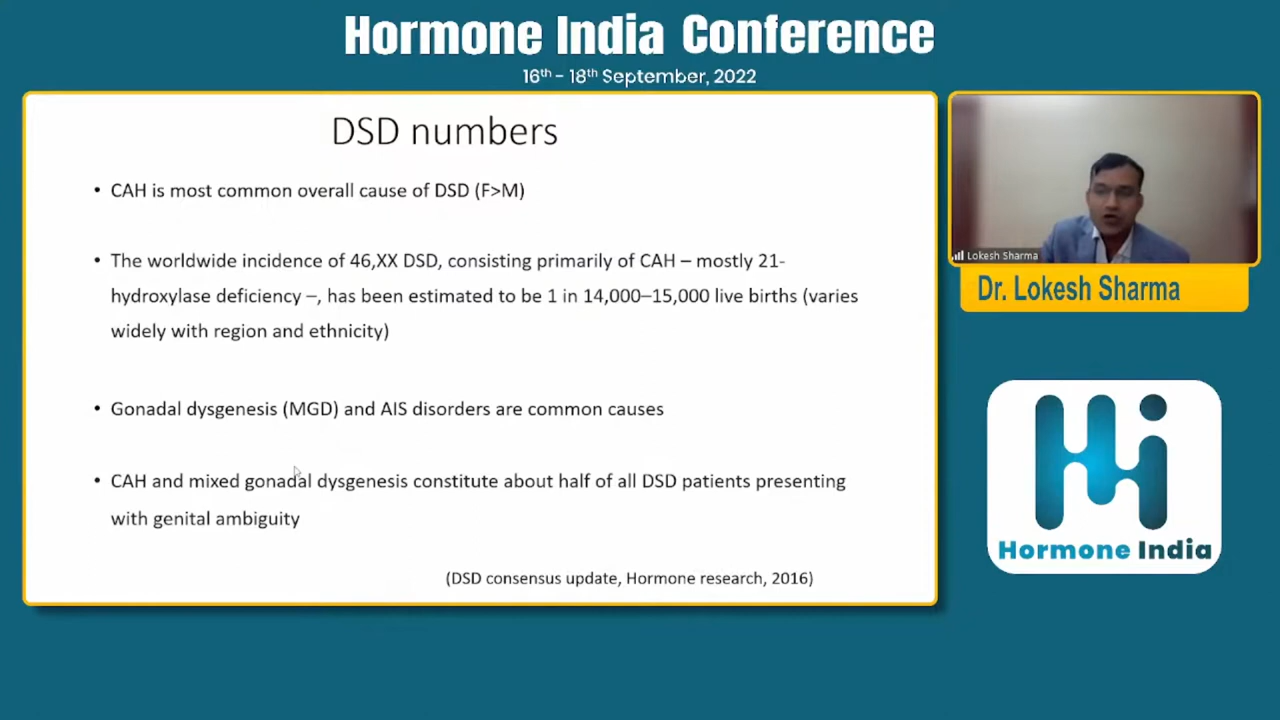 Hormone India Conference
16th - 18th September, 2022
DSD numbers
• CAH is most common overall cause of DSD (F>M)
• The worldwide incidence of 46,XX DSD, consisting primarily of CAH – mostly 21-
hydroxylase deficiency –, has been estimated to be 1 in 14,000–15,000 live births (varies
widely with region and ethnicity)
• Gonadal dysgenesis (MGD) and AIS disorders are common causes
• CAH and mixed gonadal dysgenesis constitute about half of all DSD patients presenting
with genital ambiguity
(DSD consensus update, Hormone research, 2016)
Lokesh Sharma
Dr. Lokesh Sharma
Hormone India